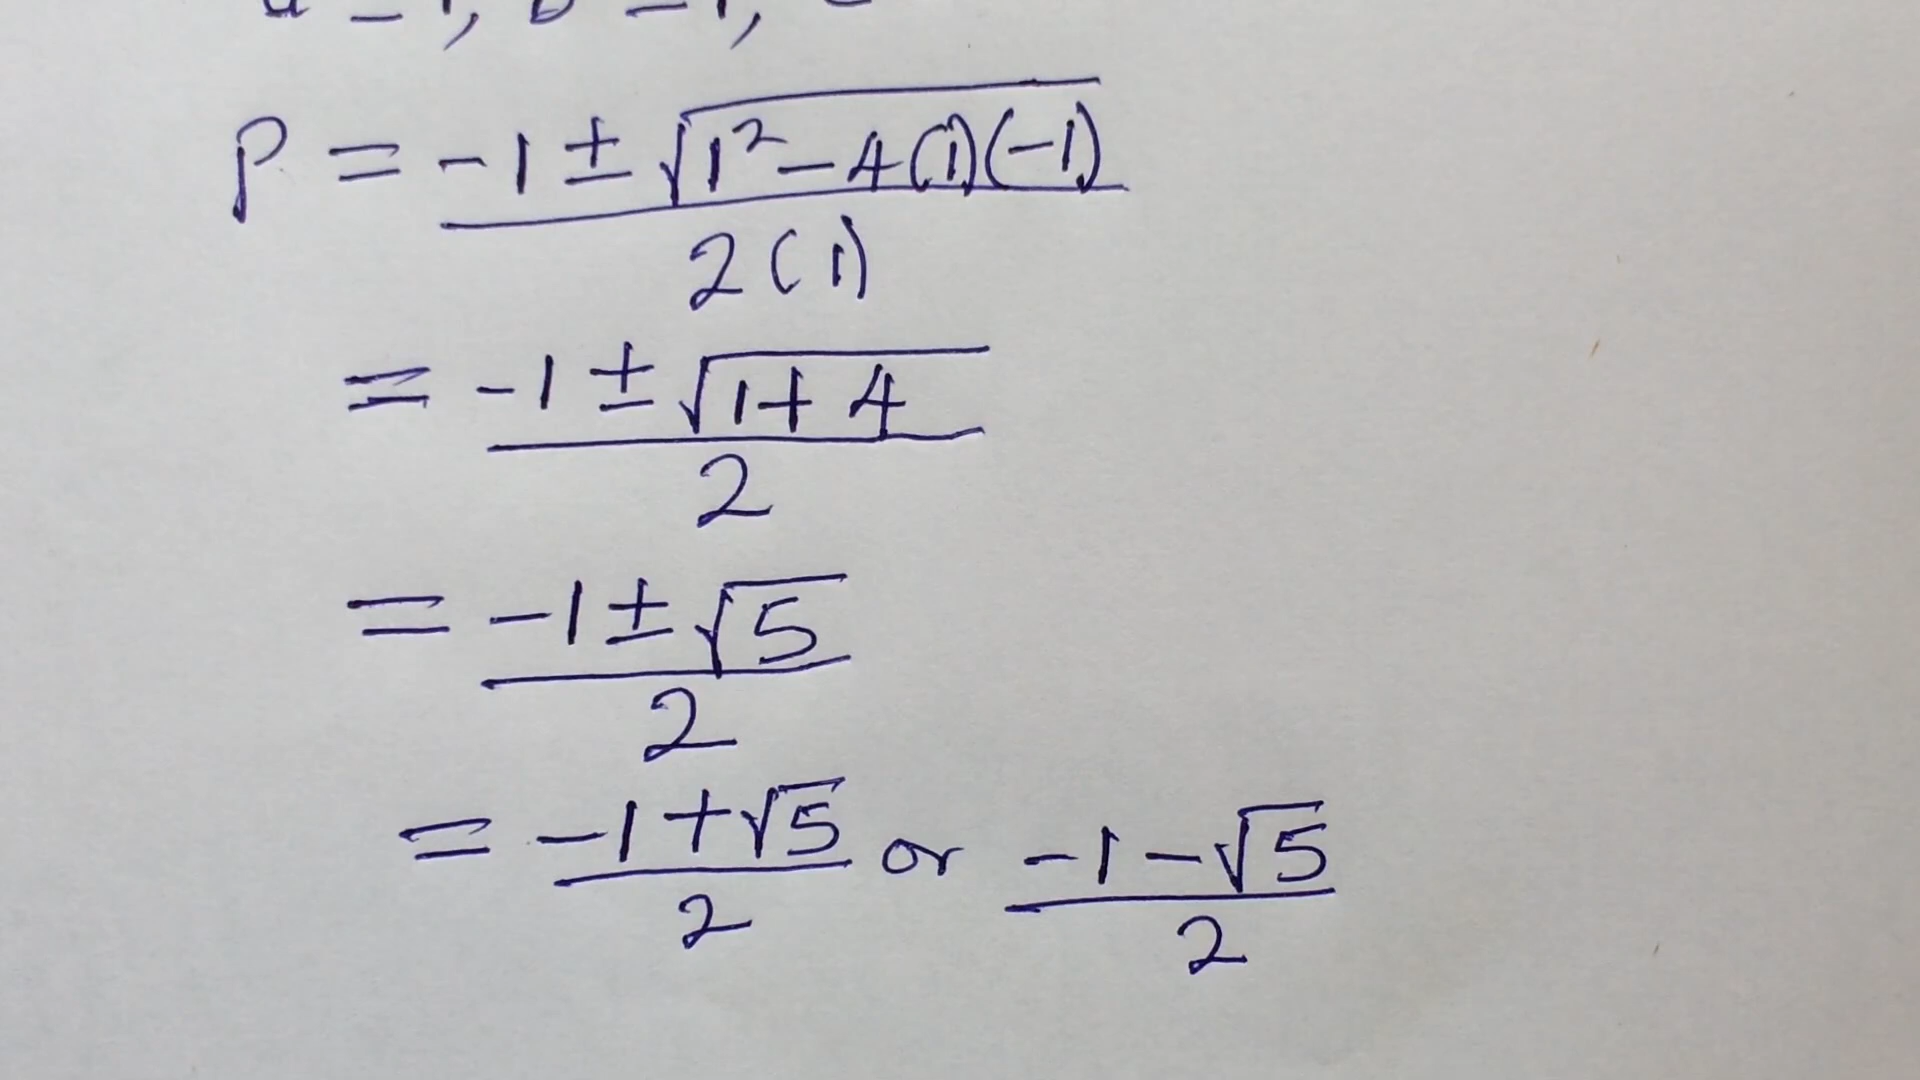 P = (-1 ± √(1² - 4(1)(-1))) / 2(1)
= (-1 ± √(1 + 4)) / 2
= (-1 ± √5) / 2
= (-1 + √5) / 2 or (-1 - √5) / 2